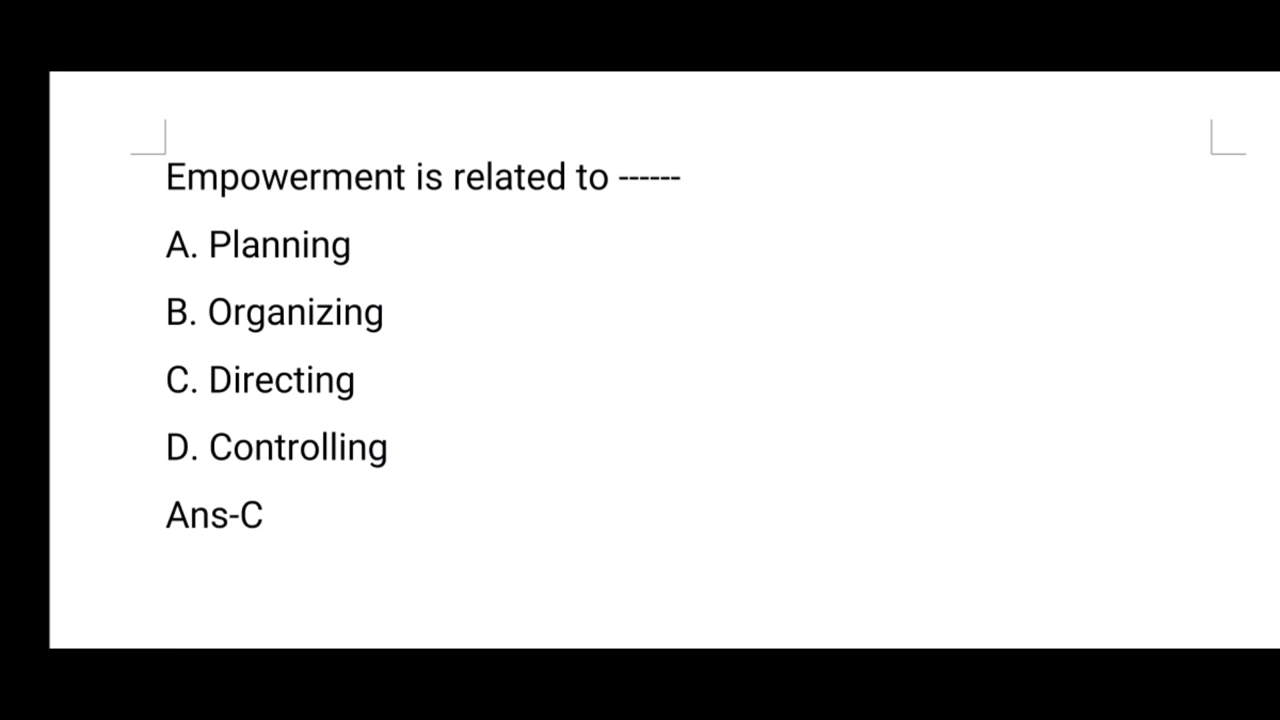 Empowerment is related to ------
A. Planning
B. Organizing
C. Directing
D. Controlling
Ans-C